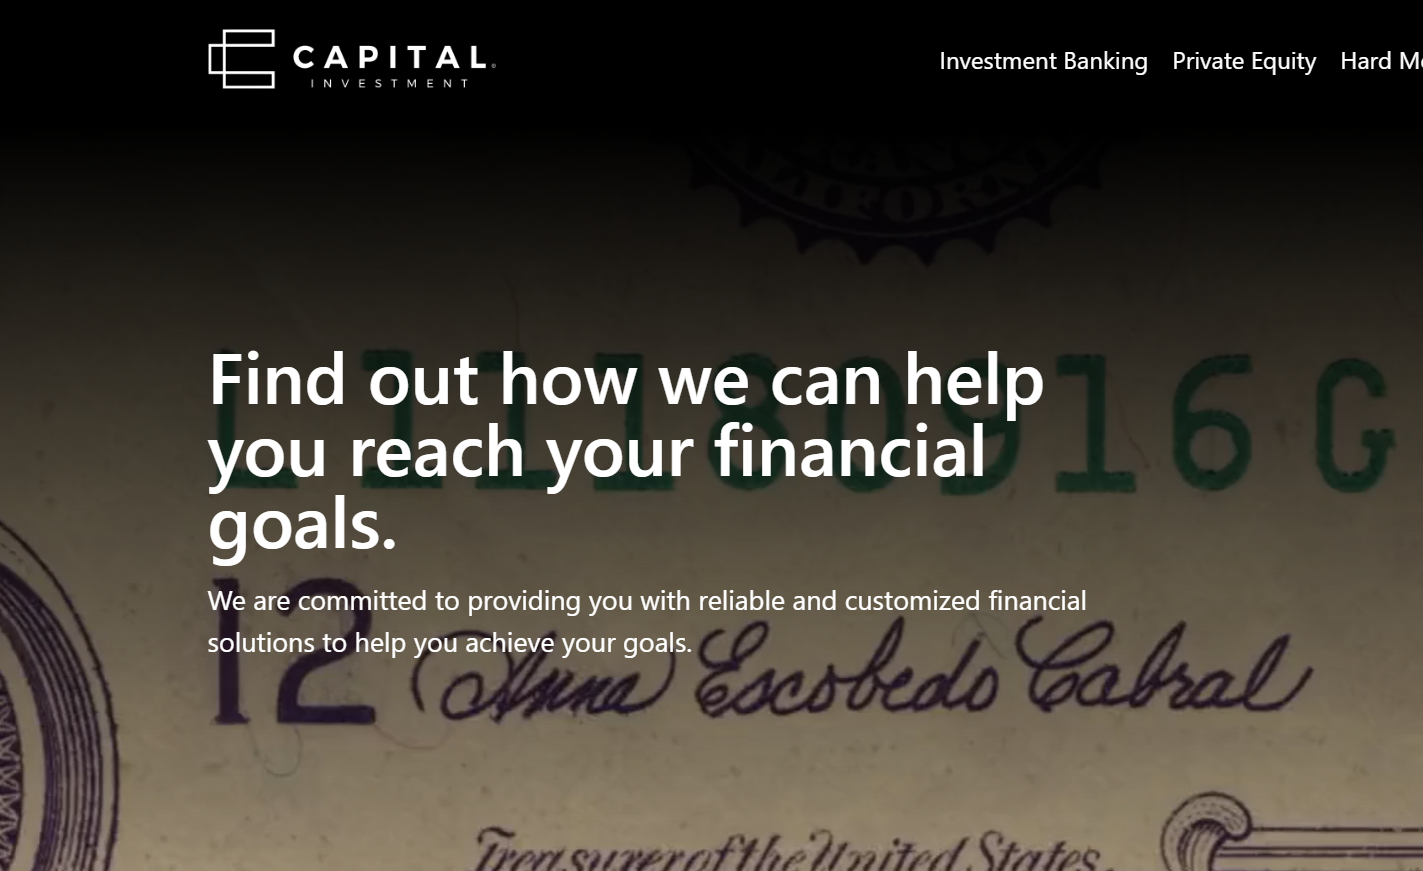 CAPITAL®
INVESTMENT
Investment Banking Private Equity Hard
CALIFORNIA
Find out how we can help
you reach your financial
goals.
We are committed to providing you with reliable and customized financial
solutions to help you achieve your goals.
12
Anna Escobedo Cabral
Treasurer of the United States.